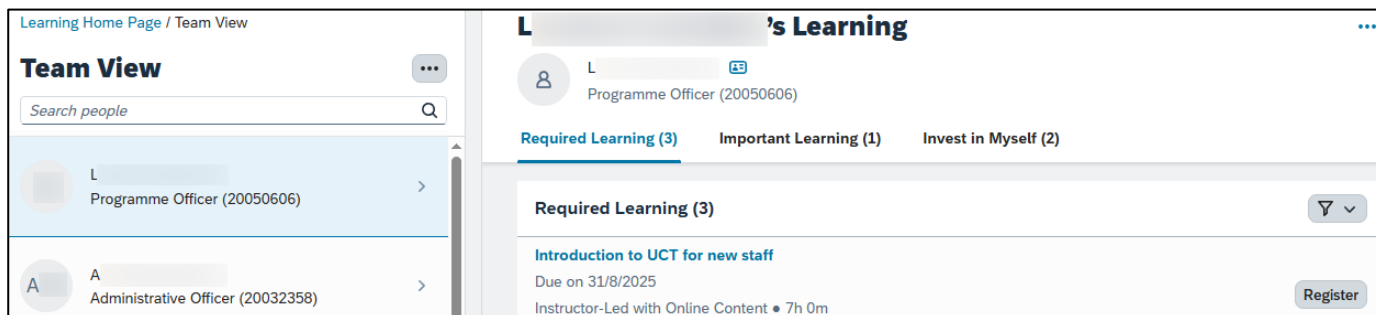 Learning Home Page / Team View
Team View
Search people
L
Programme Officer (20050606)
A
A
Administrative Officer (20032358)
L 's Learning
L
Programme Officer (20050606)
Required Learning (3)
Important Learning (1)
Invest in Myself (2)
Required Learning (3)
Introduction to UCT for new staff
Due on 31/8/2025
Instructor-Led with Online Content • 7h 0m
Register